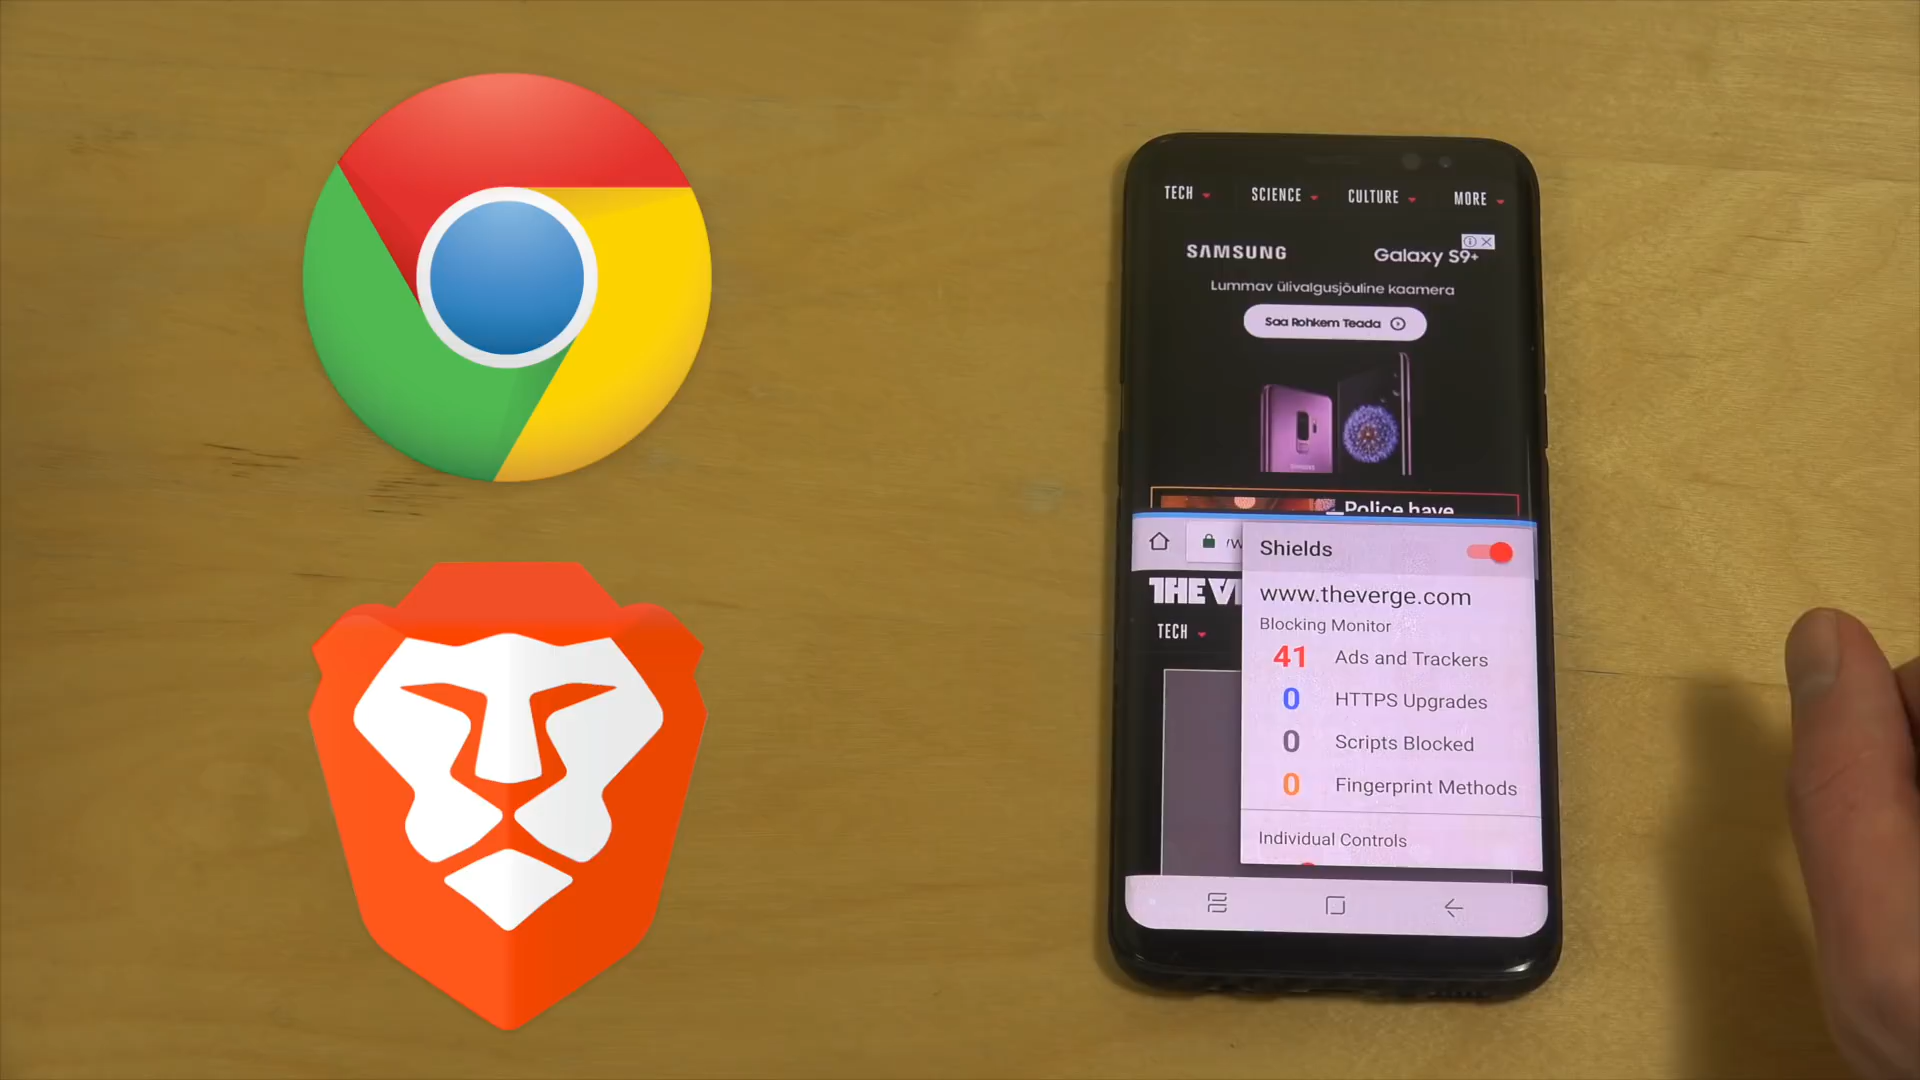 TECH SCIENCE CULTURE MORE
SAMSUNG Galaxy S9+
Lummav ülivalgusjõuline kaamera
Saa Rohkem Teada
SAMSUNG
Police have
Shields
www.theverge.com
THE
TECH
Blocking Monitor
41 Ads and Trackers
0 HTTPS Upgrades
0 Scripts Blocked
0 Fingerprint Methods
Individual Controls